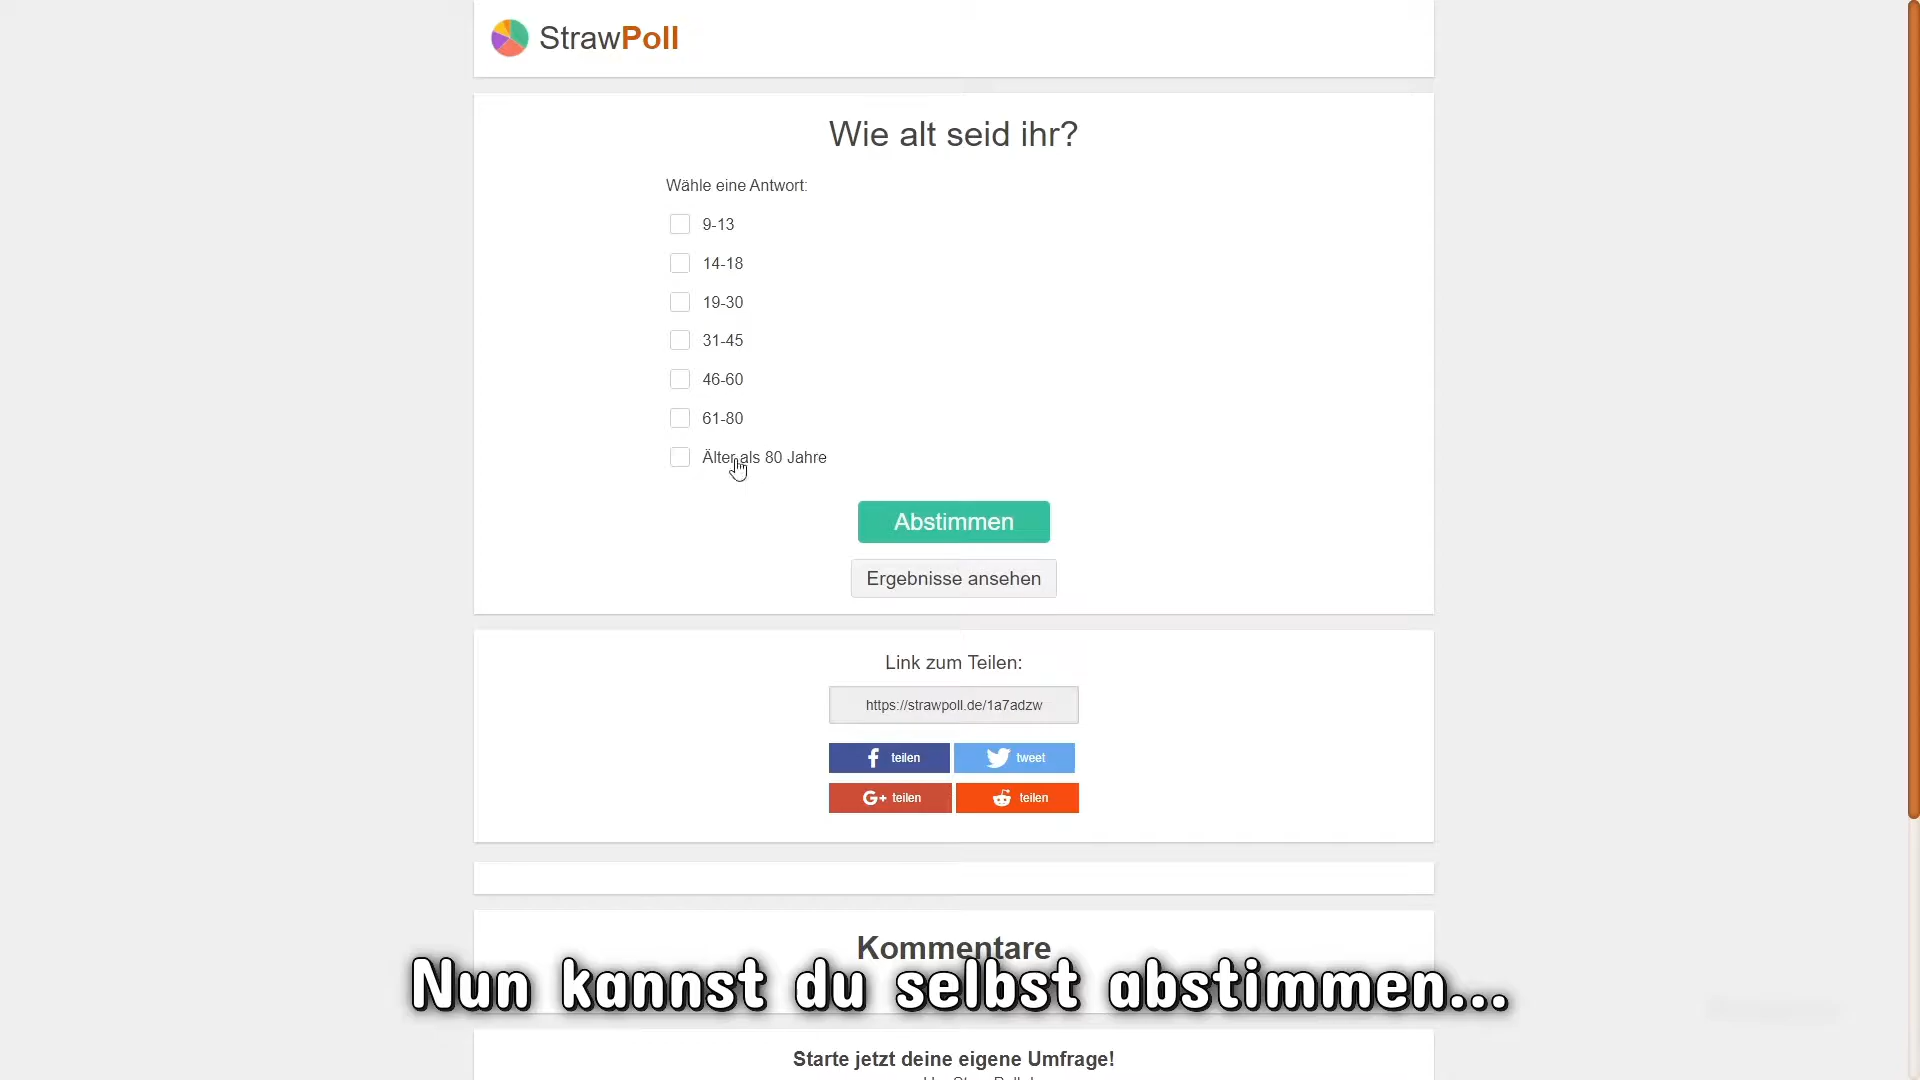 StrawPoll
Wie alt seid ihr?
Wähle eine Antwort:
9-13
14-18
19-30
31-45
46-60
61-80
Älter als 80 Jahre
Abstimmen
Ergebnisse ansehen
Link zum Teilen:
https://strawpoll.de/1a7adzw
teilen
tweet
G+ teilen
teilen
Kommentare
Nun kannst du selbst abstimmen...
Starte jetzt deine eigene Umfrage!